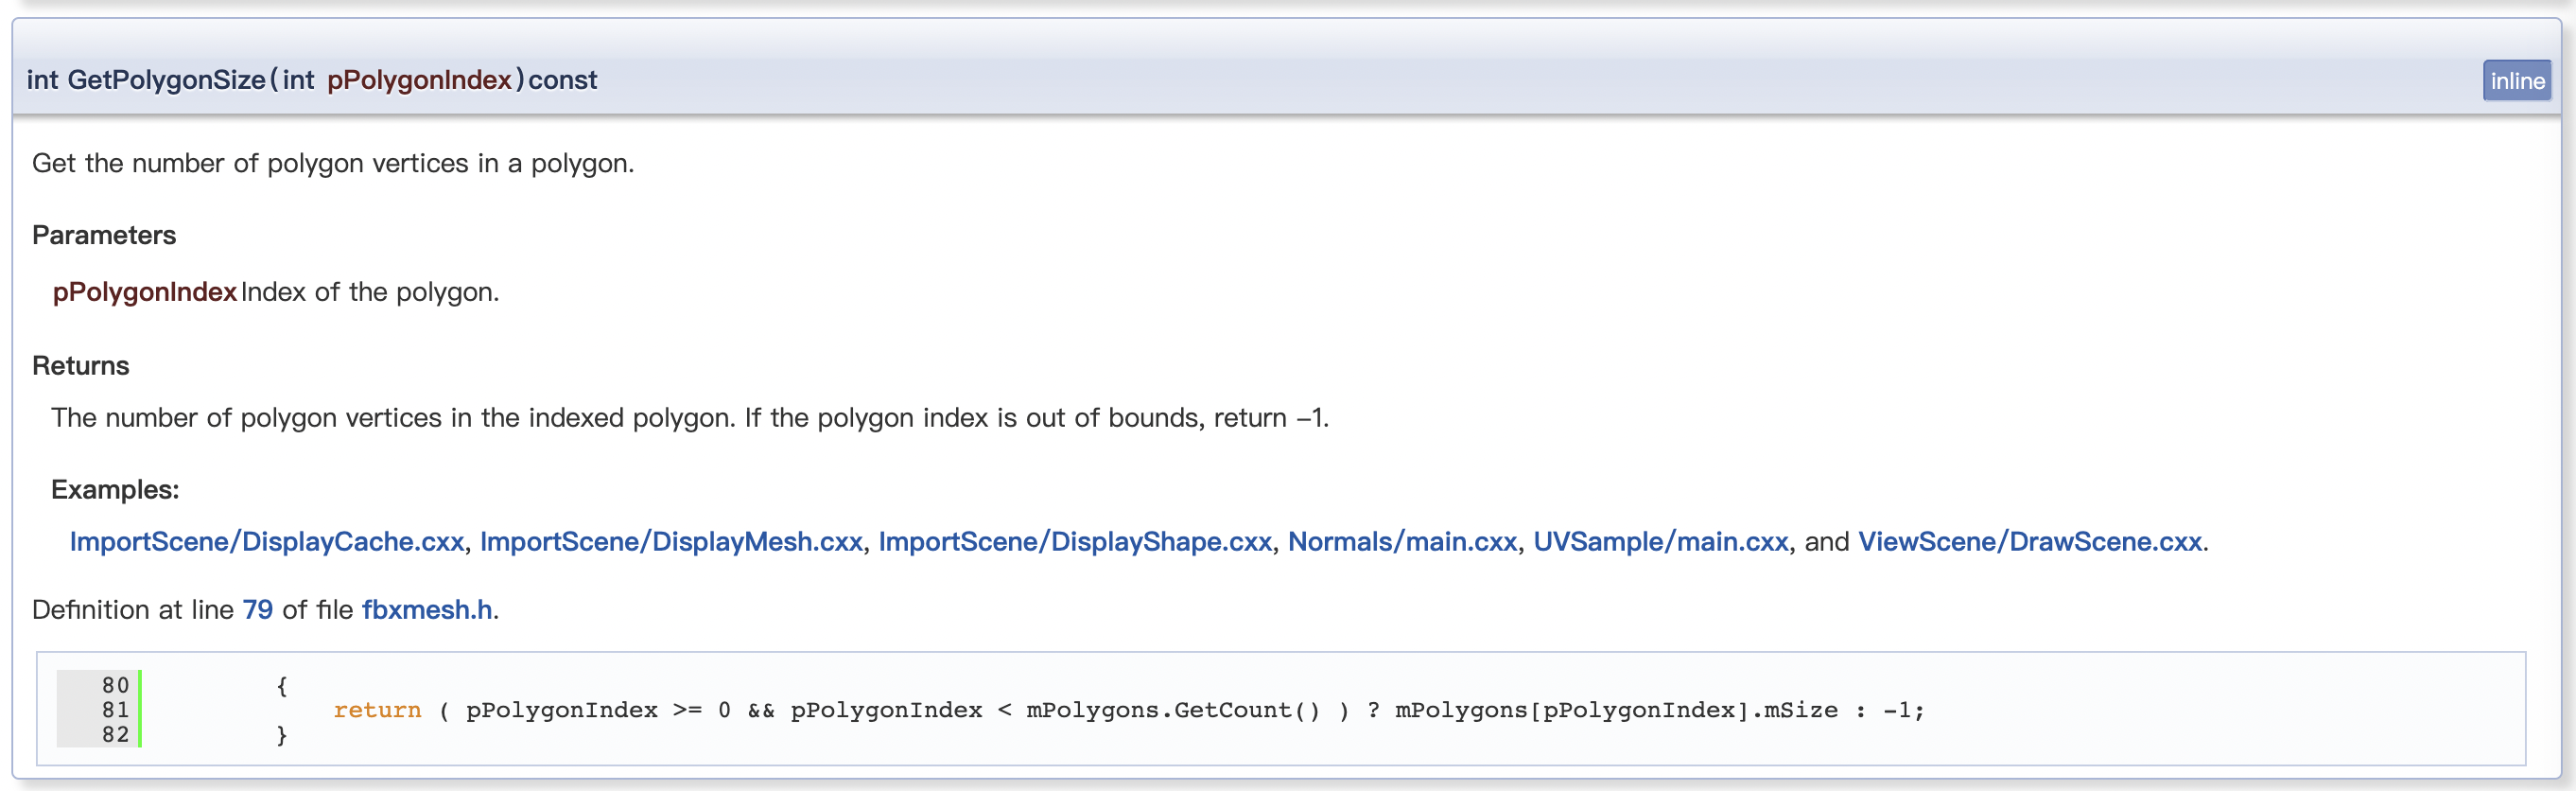 int GetPolygonSize(int pPolygonIndex)const
inline
Get the number of polygon vertices in a polygon.
Parameters
pPolygonIndex Index of the polygon.
Returns
The number of polygon vertices in the indexed polygon. If the polygon index is out of bounds, return –1.
Examples:
ImportScene/DisplayCache.cxx, ImportScene/DisplayMesh.cxx, ImportScene/DisplayShape.cxx, Normals/main.cxx, UVSample/main.cxx, and ViewScene/DrawScene.cxx.
Definition at line 79 of file fbxmesh.h.
80 {
81 return ( pPolygonIndex >= 0 && pPolygonIndex < mPolygons.GetCount() ) ? mPolygons[pPolygonIndex].mSize : -1;
82 }